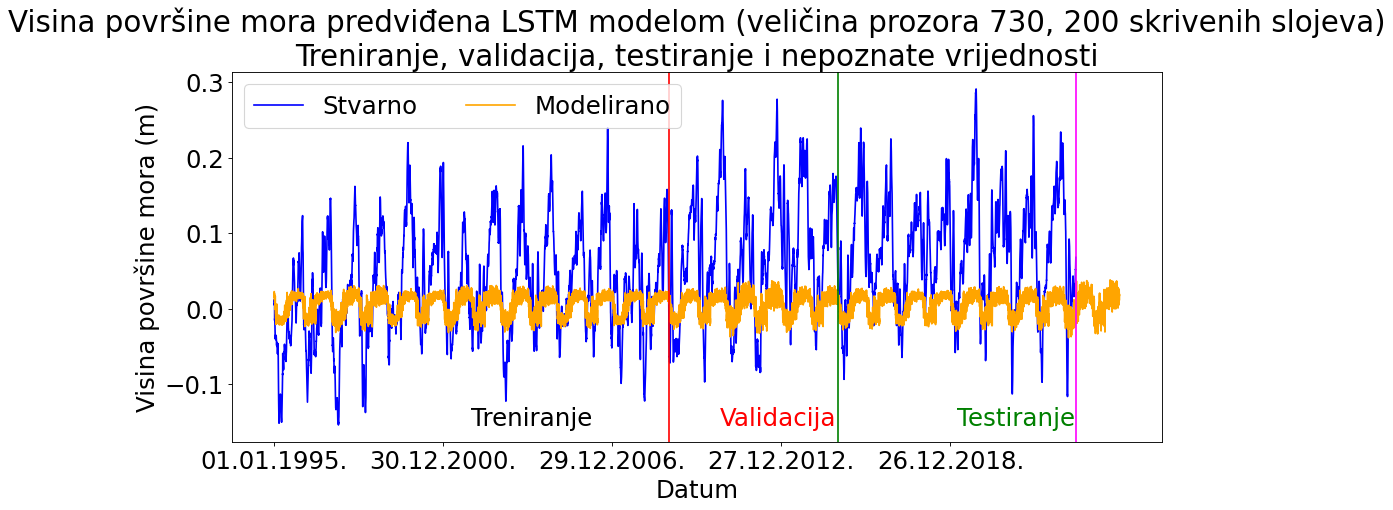 Visina površine mora predviđena LSTM modelom (veličina prozora 730, 200 skrivenih slojeva)
Treniranje, validacija, testiranje i nepoznate vrijednosti
Stvarno
Modelirano
Visina površine mora (m)
0.3
0.2
0.1
0.0
−0.1
Treniranje
Validacija
Testiranje
01.01.1995.
30.12.2000.
29.12.2006.
27.12.2012.
26.12.2018.
Datum